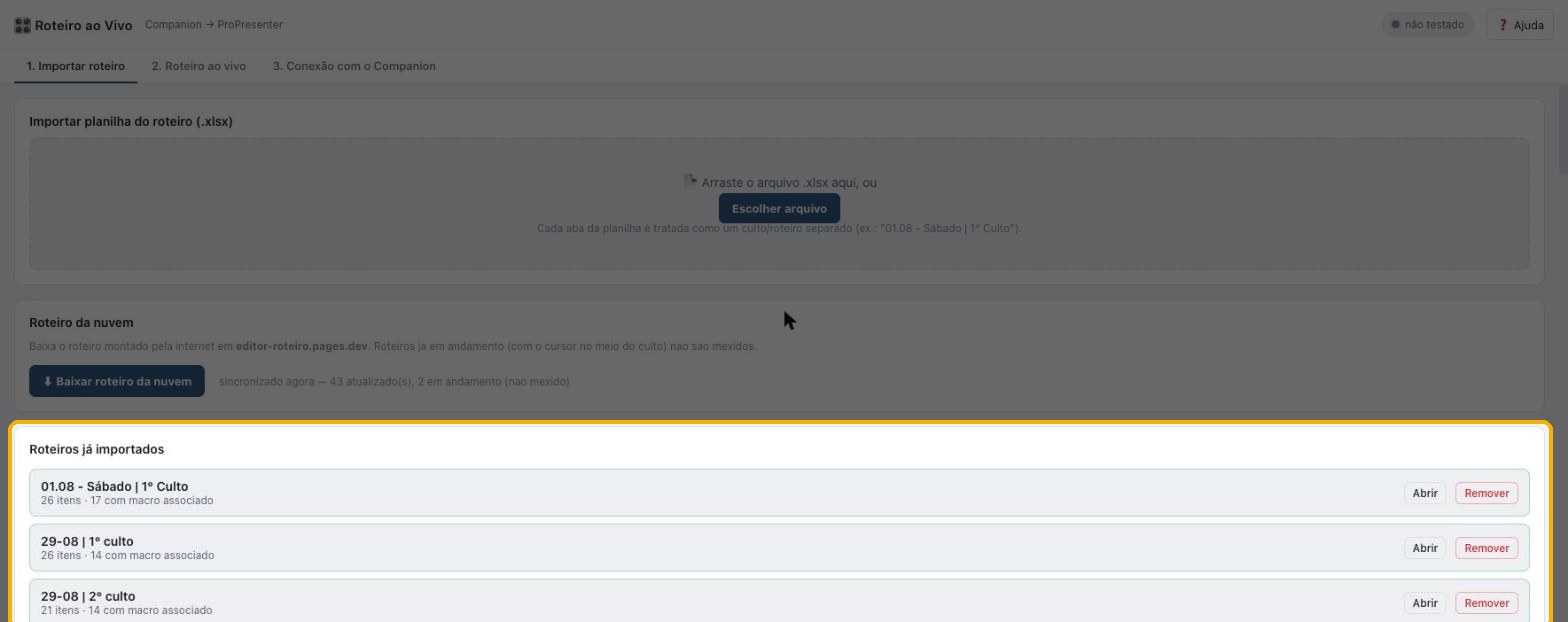 Roteiro ao Vivo Companion → ProPresenter não testado ? Ajuda
1. Importar roteiro 2. Roteiro ao vivo 3. Conexão com o Companion
Importar planilha do roteiro (.xlsx)
Arraste o arquivo .xlsx aqui, ou
Escolher arquivo
Cada aba da planilha é tratada como um culto/roteiro separado (ex.: "01.08 - Sábado | 1º Culto").
Roteiro da nuvem
Baixa o roteiro montado pela internet em editor-roteiro.pages.dev. Roteiros ja em andamento (com o cursor no meio do culto) nao sao mexidos.
⬇ Baixar roteiro da nuvem sincronizado agora — 43 atualizado(s), 2 em andamento (nao mexido)
Roteiros já importados
01.08 - Sábado | 1º Culto
26 itens · 17 com macro associado
Abrir Remover
29-08 | 1º culto
26 itens · 14 com macro associado
Abrir Remover
29-08 | 2º culto
21 itens · 14 com macro associado
Abrir Remover